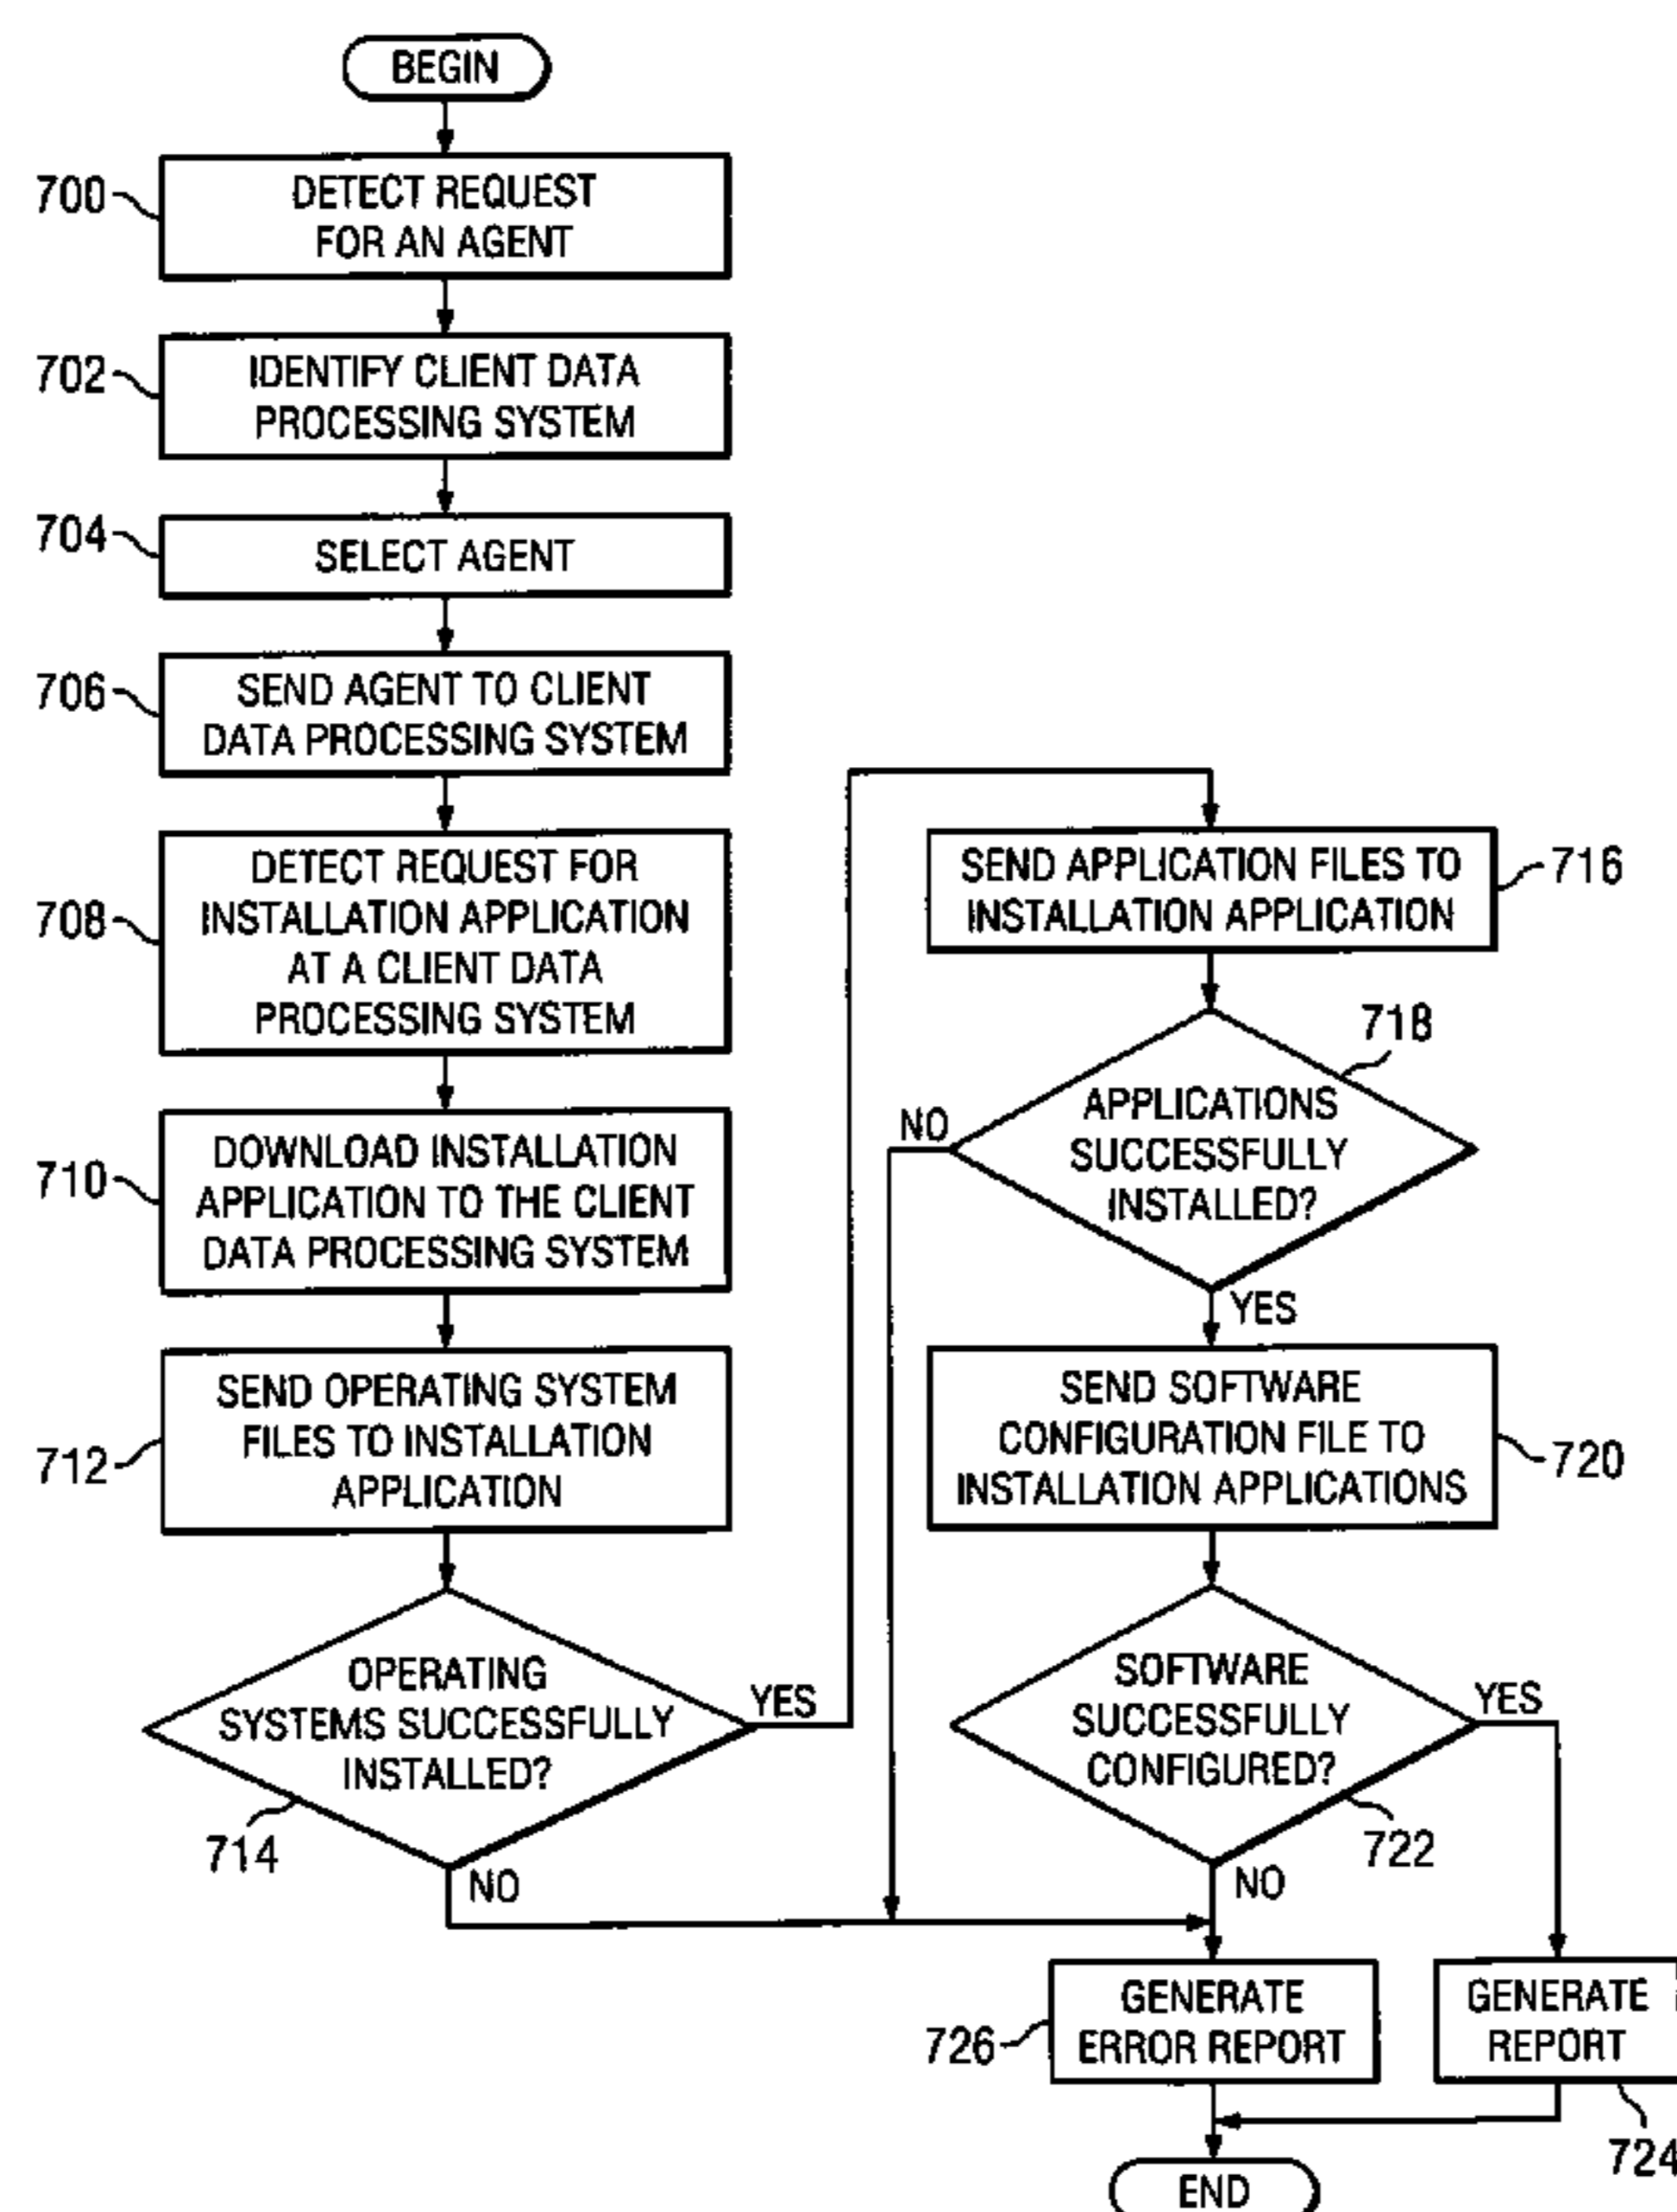 BEGIN
700
DETECT REQUEST
FOR AN AGENT
702
IDENTIFY CLIENT DATA
PROCESSING SYSTEM
704
SELECT AGENT
706
SEND AGENT TO CLIENT
DATA PROCESSING SYSTEM
708
DETECT REQUEST FOR
INSTALLATION APPLICATION
AT A CLIENT DATA
PROCESSING SYSTEM
710
DOWNLOAD INSTALLATION
APPLICATION TO THE CLIENT
DATA PROCESSING SYSTEM
712
SEND OPERATING SYSTEM
FILES TO INSTALLATION
APPLICATION
OPERATING
SYSTEMS SUCCESSFULLY
INSTALLED?
YES
714
NO
SEND APPLICATION FILES TO
INSTALLATION APPLICATION
716
718
APPLICATIONS
SUCCESSFULLY
INSTALLED?
NO
YES
SEND SOFTWARE
CONFIGURATION FILE TO
INSTALLATION APPLICATIONS
720
SOFTWARE
SUCCESSFULLY
CONFIGURED?
YES
722
NO
726
GENERATE
ERROR REPORT
GENERATE
REPORT
724
END